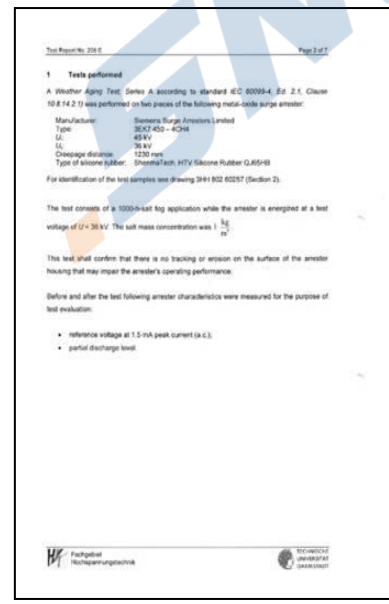 Test Report No. 206 E Page 2 of 7
1 Tests performed
A Weather Aging Test, Series A according to standard IEC 60099-4, Ed. 2.1, Clause
10.8.14.2.1) was performed on two pieces of the following metal-oxide surge arrester:
Manufacturer: Siemens Surge Arresters Limited
Type: 3EK7 450 – 4CH4
45 kV
36 kV
Creepage distance: 1230 mm
Type of silicone rubber: ShenmaTech, HTV Silicone Rubber QJ65HB
For identification of the test samples see drawing 3HH 802 60257 (Section 2).
The test consists of a 1000-h-salt fog application while the arrester is energized at a test
voltage of U = 36 kV. The salt mass concentration was 1 kg/m³.
This test shall confirm that there is no tracking or erosion on the surface of the arrester
housing that may impair the arrester's operating performance.
Before and after the test following arrester characteristics were measured for the purpose of
test evaluation:
• reference voltage at 1.5 mA peak current (a.c.);
• partial discharge level.
Fachgebiet
Hochspannungstechnik
TECHNISCHE
UNIVERSITÄT
DARMSTADT